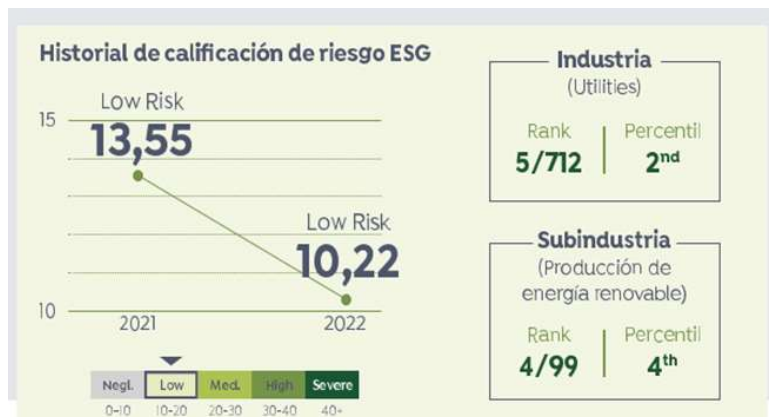 Historial de calificación de riesgo ESG
15
Low Risk
13,55
Low Risk
10,22
10
2021
2022
Negl.
Low
Med.
High
Severe
0-10
10-20
20-30
30-40
40+
Industria
(Utilities)
Rank
5/712
Percentil
2nd
Subindustria
(Producción de
energía renovable)
Rank
4/99
Percentil
4th